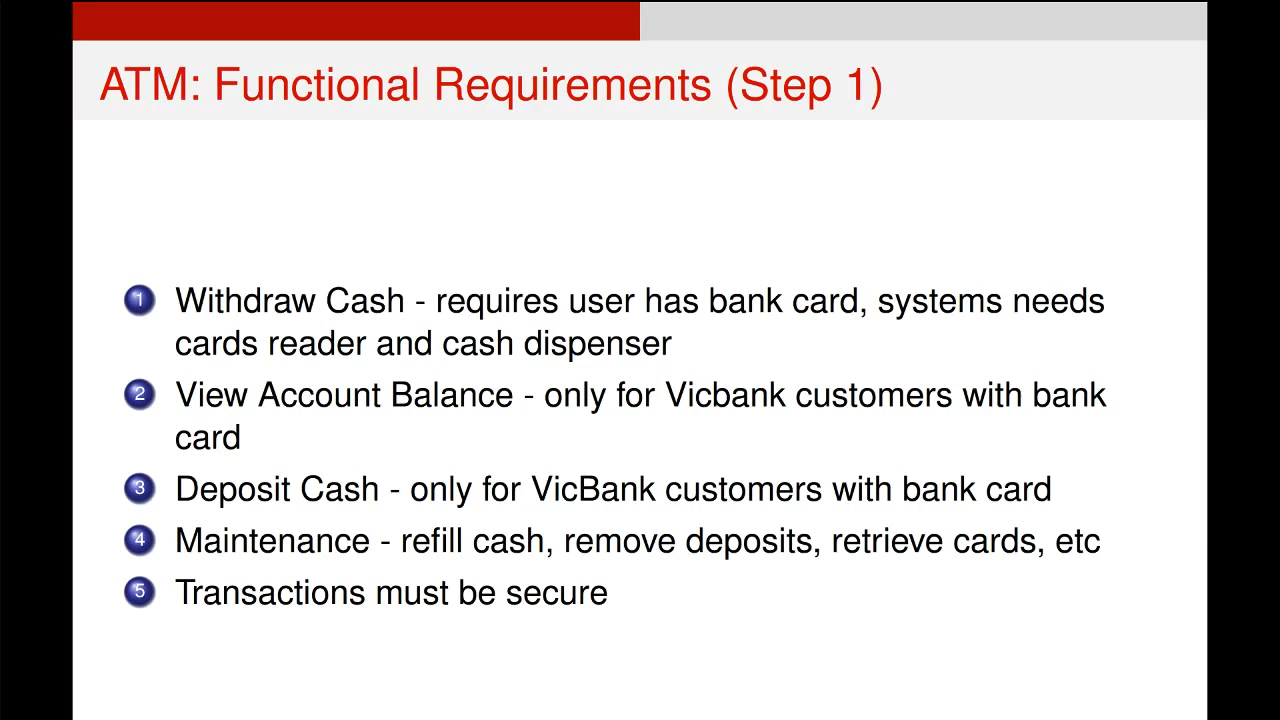 ATM: Functional Requirements (Step 1)
1 Withdraw Cash - requires user has bank card, systems needs
cards reader and cash dispenser
2 View Account Balance - only for Vicbank customers with bank
card
3 Deposit Cash - only for VicBank customers with bank card
4 Maintenance - refill cash, remove deposits, retrieve cards, etc
5 Transactions must be secure